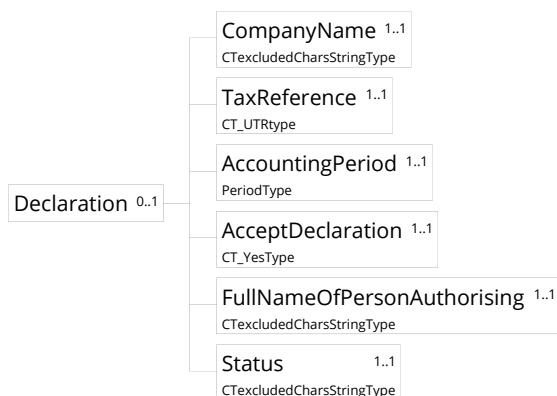 CompanyName 1..1
CTexcludedCharsStringType
TaxReference 1..1
CT_UTRtype
AccountingPeriod 1..1
PeriodType
Declaration 0..1
AcceptDeclaration 1..1
CT_YesType
FullNameOfPersonAuthorising 1..1
CTexcludedCharsStringType
Status 1..1
CTexcludedCharsStringType